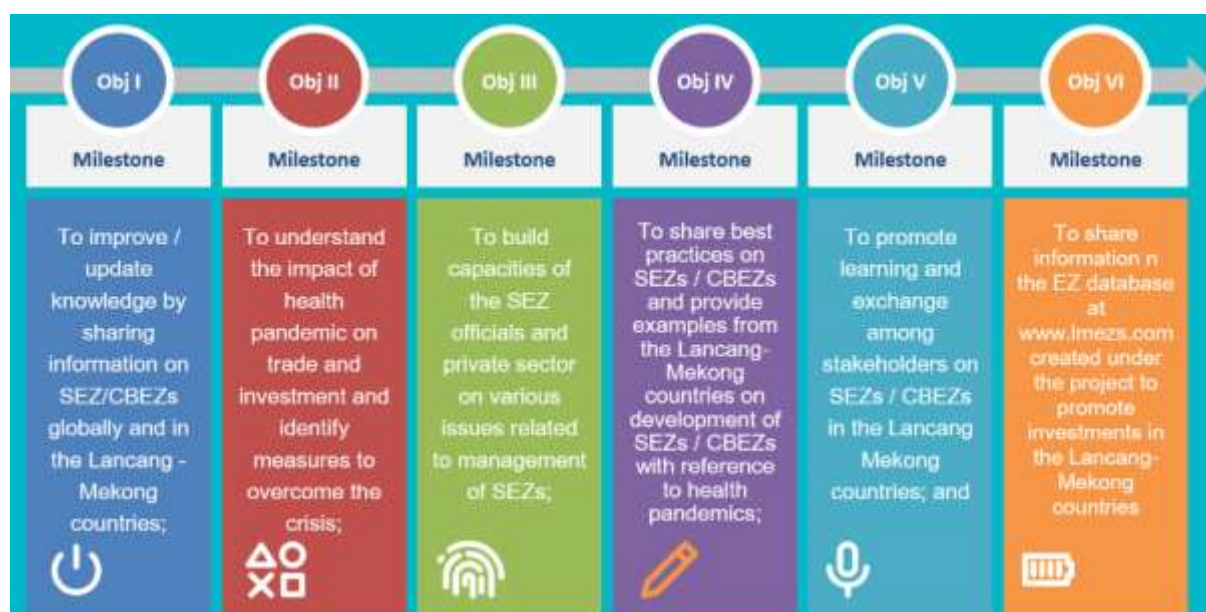 Obj I
Milestone
To improve /
update
knowledge by
sharing
information on
SEZ/CBEZs
globally and in
the Lancang -
Mekong
countries;
Obj II
Milestone
To understand
the impact of
health
pandemic on
trade and
investment and
identify
measures to
overcome the
crisis;
Obj III
Milestone
To build
capacities of
the SEZ
officials and
private sector
on various
issues related
to management
of SEZs;
Obj IV
Milestone
To share best
practices on
SEZs / CBEZs
and provide
examples from
the Lancang-
Mekong
countries on
development of
SEZs / CBEZs
with reference
to health
pandemics;
Obj V
Milestone
To promote
learning and
exchange
among
stakeholders on
SEZs / CBEZs
in the Lancang
Mekong
countries; and
Obj VI
Milestone
To share
information n
the EZ database
at
www.lmezs.com
created under
the project to
promote
investments in
the Lancang-
Mekong
countries